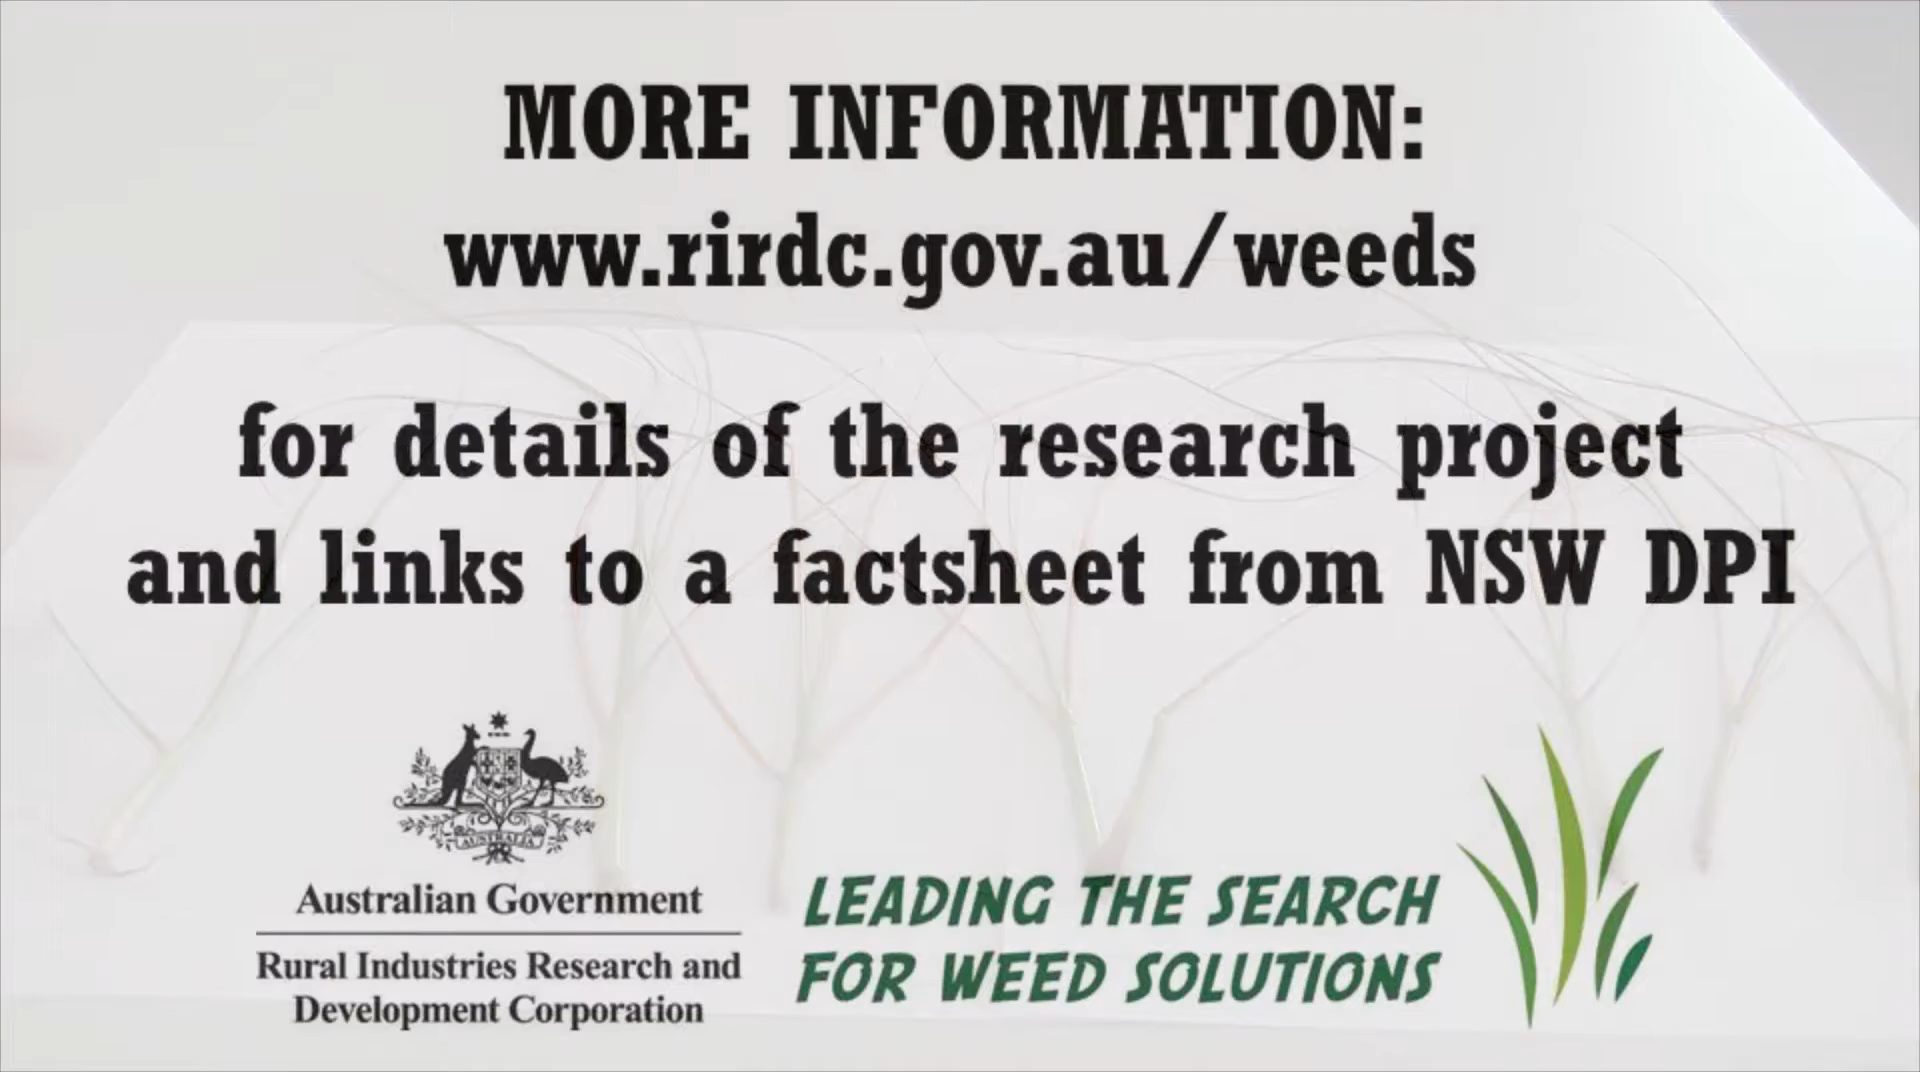 MORE INFORMATION:
www.rirdc.gov.au/weeds
for details of the research project
and links to a factsheet from NSW DPI
AUSTRALIA
Australian Government
Rural Industries Research and
Development Corporation
LEADING THE SEARCH
FOR WEED SOLUTIONS